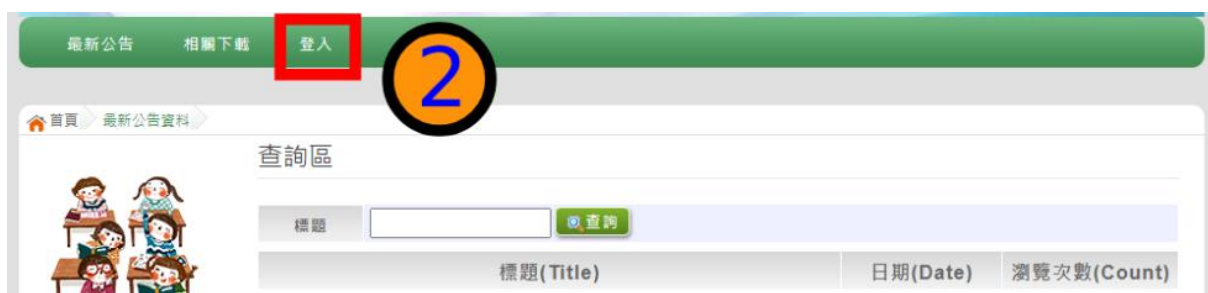 最新公告 相關下載 登入
2
首頁 最新公告資料
查詢區
標題 查詢
標題(Title) 日期(Date) 瀏覽次數(Count)